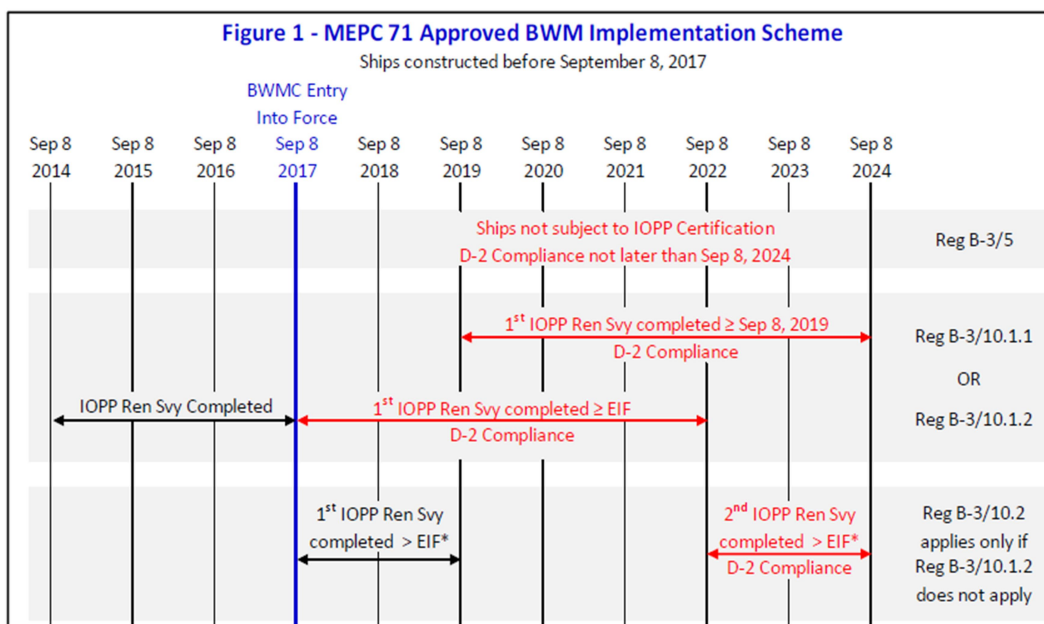 Figure 1 - MEPC 71 Approved BWM Implementation Scheme
Ships constructed before September 8, 2017
BWMC Entry
Into Force
Sep 8 Sep 8 Sep 8 Sep 8 Sep 8 Sep 8 Sep 8 Sep 8 Sep 8 Sep 8 Sep 8
2014 2015 2016 2017 2018 2019 2020 2021 2022 2023 2024
Ships not subject to IOPP Certification
D-2 Compliance not later than Sep 8, 2024
Reg B-3/5
1st IOPP Ren Svy completed ≥ Sep 8, 2019
D-2 Compliance
Reg B-3/10.1.1
OR
IOPP Ren Svy Completed
1st IOPP Ren Svy completed ≥ EIF
D-2 Compliance
Reg B-3/10.1.2
1st IOPP Ren Svy
completed > EIF*
2nd IOPP Ren Svy
completed > EIF*
D-2 Compliance
Reg B-3/10.2
applies only if
Reg B-3/10.1.2
does not apply